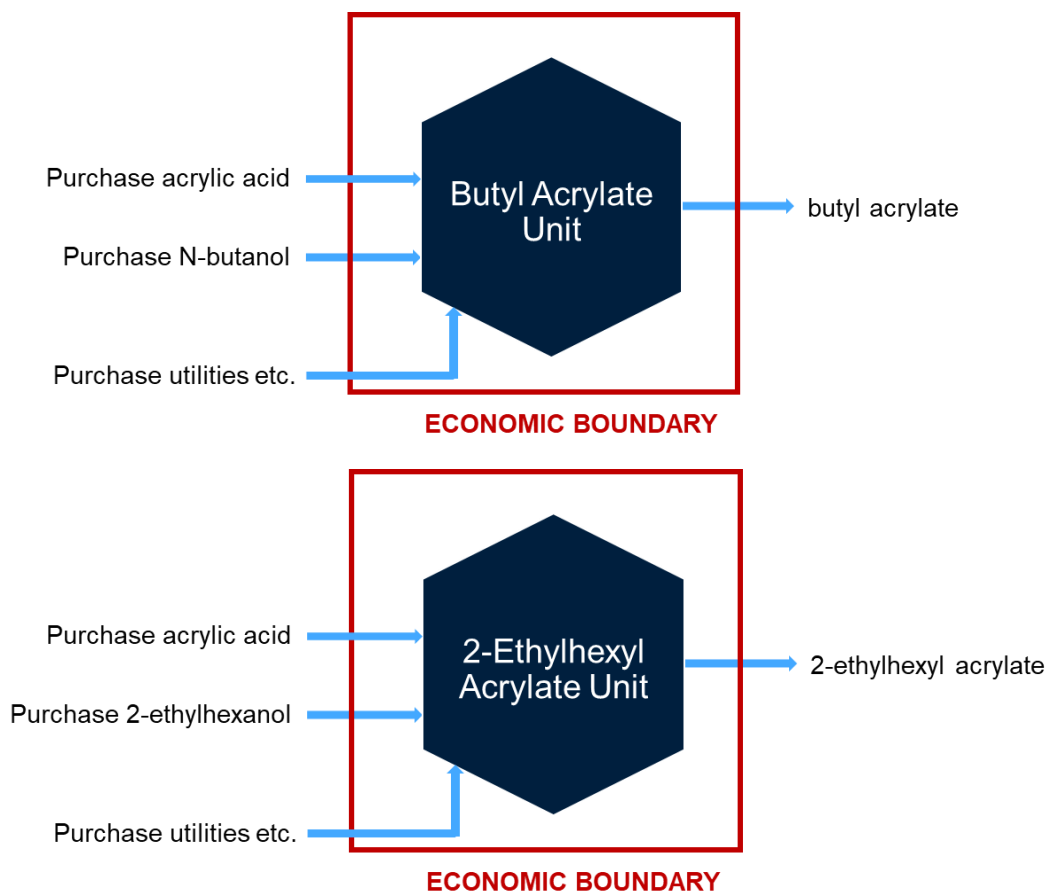 Purchase acrylic acid
Butyl Acrylate
Unit
butyl acrylate
Purchase N-butanol
Purchase utilities etc.
ECONOMIC BOUNDARY
Purchase acrylic acid
2-Ethylhexyl
Acrylate Unit
2-ethylhexyl acrylate
Purchase 2-ethylhexanol
Purchase utilities etc.
ECONOMIC BOUNDARY